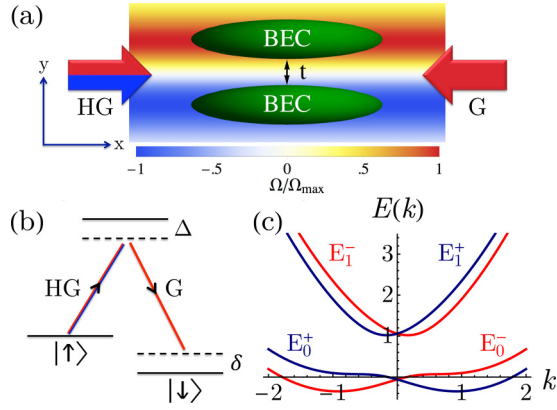 (a)
BEC
y
t
HG
BEC
G
x
−1 −.5 0 .5 1
Ω/Ωmax
(b)
Δ
HG
G
|↑⟩
δ
|↓⟩
(c)
E(k)
3
E₁⁻ E₁⁺
2
1
E₀⁺ E₀⁻
k
−2 −1 1 2